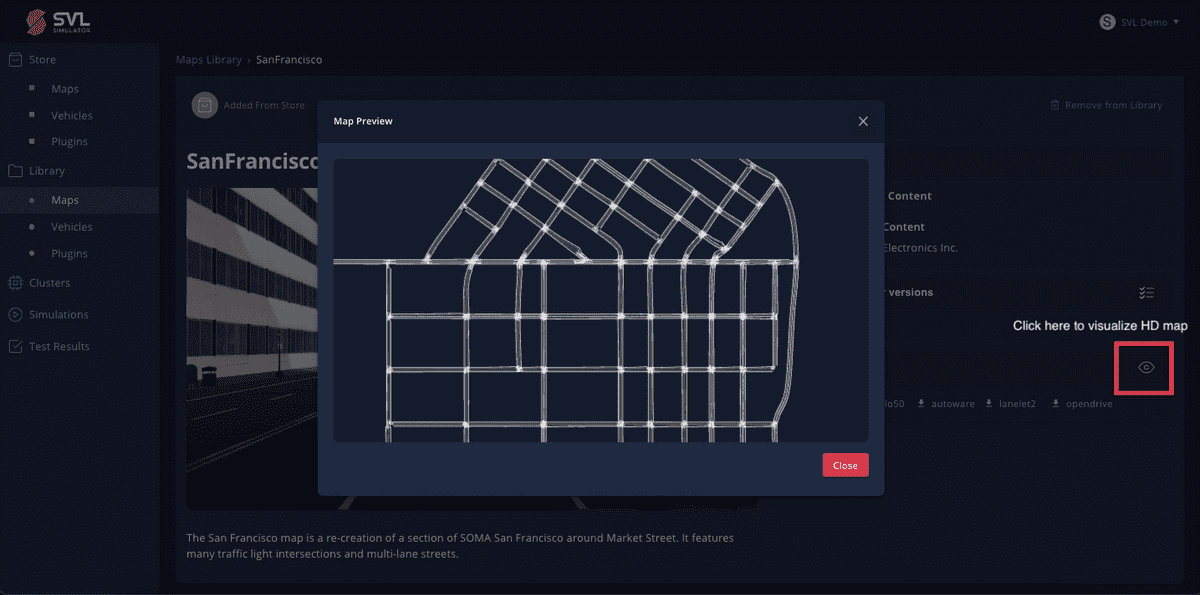 SVL
SIMULATOR
S SVL Demo
Store
Maps
Vehicles
Plugins
Library
Maps
Vehicles
Plugins
Clusters
Simulations
Test Results
Maps Library › SanFrancisco
Added From Store
Remove from Library
SanFrancisco
Map Preview
Close
Content
Content
Electronics Inc.
versions
Click here to visualize HD map
lo50
autoware
lanelet2
opendrive
The San Francisco map is a re-creation of a section of SOMA San Francisco around Market Street. It features
many traffic light intersections and multi-lane streets.